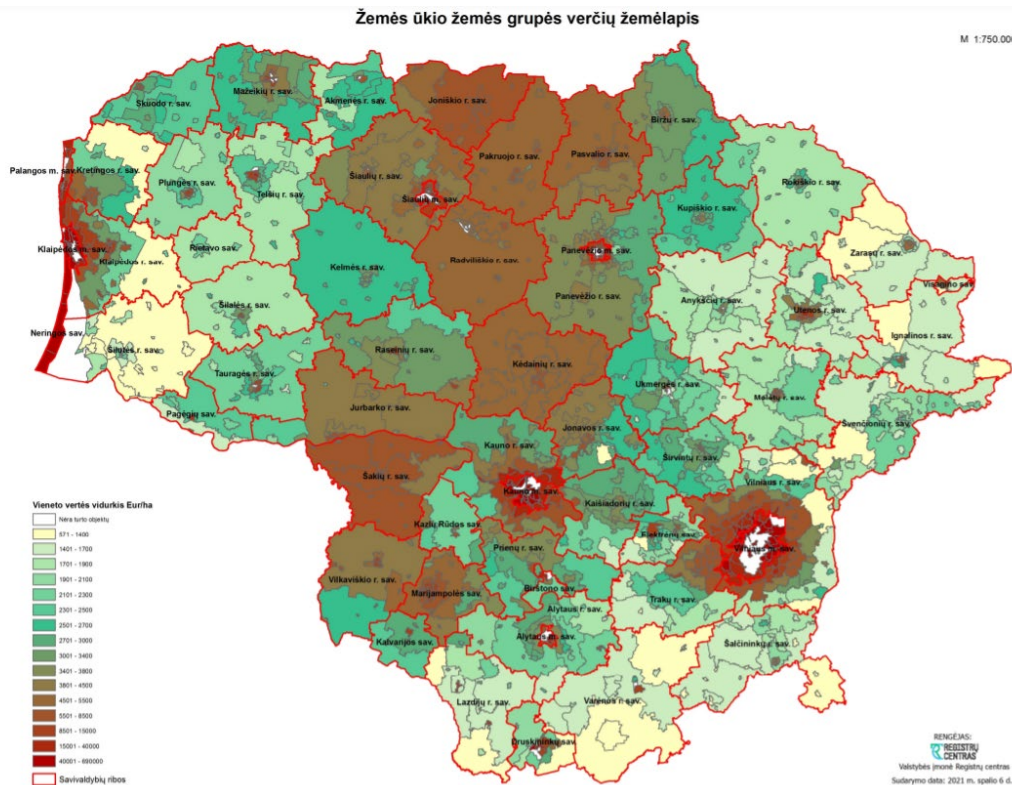 Žemės ūkio žemės grupės verčių žemėlapis
M 1:750.000
Skuodo r. sav.
Mažeikių r. sav.
Akmenės r. sav.
Joniškio r. sav.
Biržų r. sav.
Pakruojo r. sav.
Pasvalio r. sav.
Palangos m. sav.
Kretingos r. sav.
Plungės r. sav.
Telšių r. sav.
Šiaulių r. sav.
Šiaulių m. sav.
Kupiškio r. sav.
Rokiškio r. sav.
Klaipėdos m. sav.
Klaipėdos r. sav.
Rietavo sav.
Kelmės r. sav.
Radviliškio r. sav.
Panevėžio m. sav.
Panevėžio r. sav.
Zarasų r. sav.
Visagino sav.
Anykščių r. sav.
Utenos r. sav.
Ignalinos r. sav.
Neringos sav.
Šilutės r. sav.
Šilalės r. sav.
Tauragės r. sav.
Raseinių r. sav.
Kėdainių r. sav.
Ukmergės r. sav.
Molėtų r. sav.
Švenčionių r. sav.
Pagėgių sav.
Jurbarko r. sav.
Jonavos r. sav.
Kauno r. sav.
Širvintų r. sav.
Šakių r. sav.
Kauno m. sav.
Kaišiadorių r. sav.
Vilniaus r. sav.
Kazlų Rūdos sav.
Elektrėnų sav.
Vilniaus m. sav.
Prienų r. sav.
Vilkaviškio r. sav.
Marijampolės sav.
Birštono sav.
Trakų r. sav.
Alytaus r. sav.
Kalvarijos sav.
Alytaus m. sav.
Šalčininkų r. sav.
Lazdijų r. sav.
Varėnos r. sav.
Druskininkų sav.
Vieneto vertės vidurkis Eur/ha
Nėra turto objektų
571 - 1400
1401 - 1700
1701 - 1900
1901 - 2100
2101 - 2300
2301 - 2500
2501 - 2700
2701 - 3000
3001 - 3400
3401 - 3800
3801 - 4500
4501 - 5500
5501 - 8500
8501 - 15000
15001 - 40000
40001 - 690000
Savivaldybių ribos
RENGĖJAS:
REGISTRŲ
CENTRAS
Valstybės įmonė Registrų centras
Sudarymo data: 2021 m. spalio 6 d.